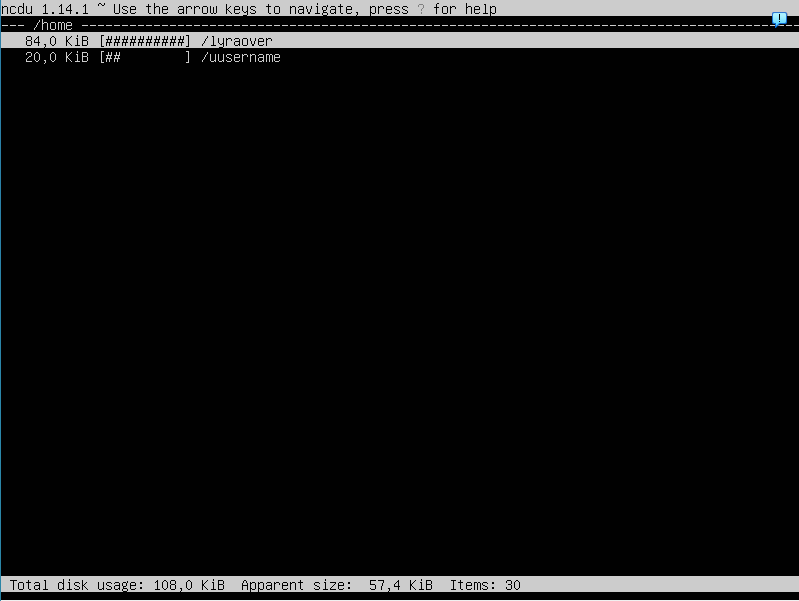 ncdu 1.14.1 ~ Use the arrow keys to navigate, press ? for help
--- /home -----------------------------------------------------------------------------------------
84,0 KiB [##########] /lyraover
20,0 KiB [##        ] /uusername
Total disk usage: 108,0 KiB  Apparent size:  57,4 KiB  Items: 30